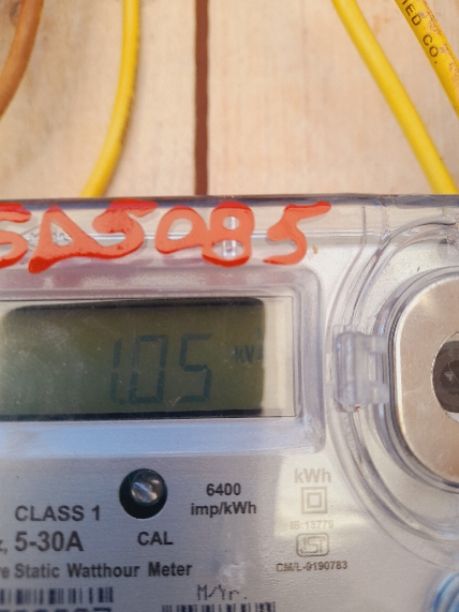 ED CO.
SA5085
1.05
CLASS 1
6400
imp/kWh
kWh
5-30A
CAL
IS:13779
ISI
CM/L-9190783
Static Watthour Meter
M/Yr.